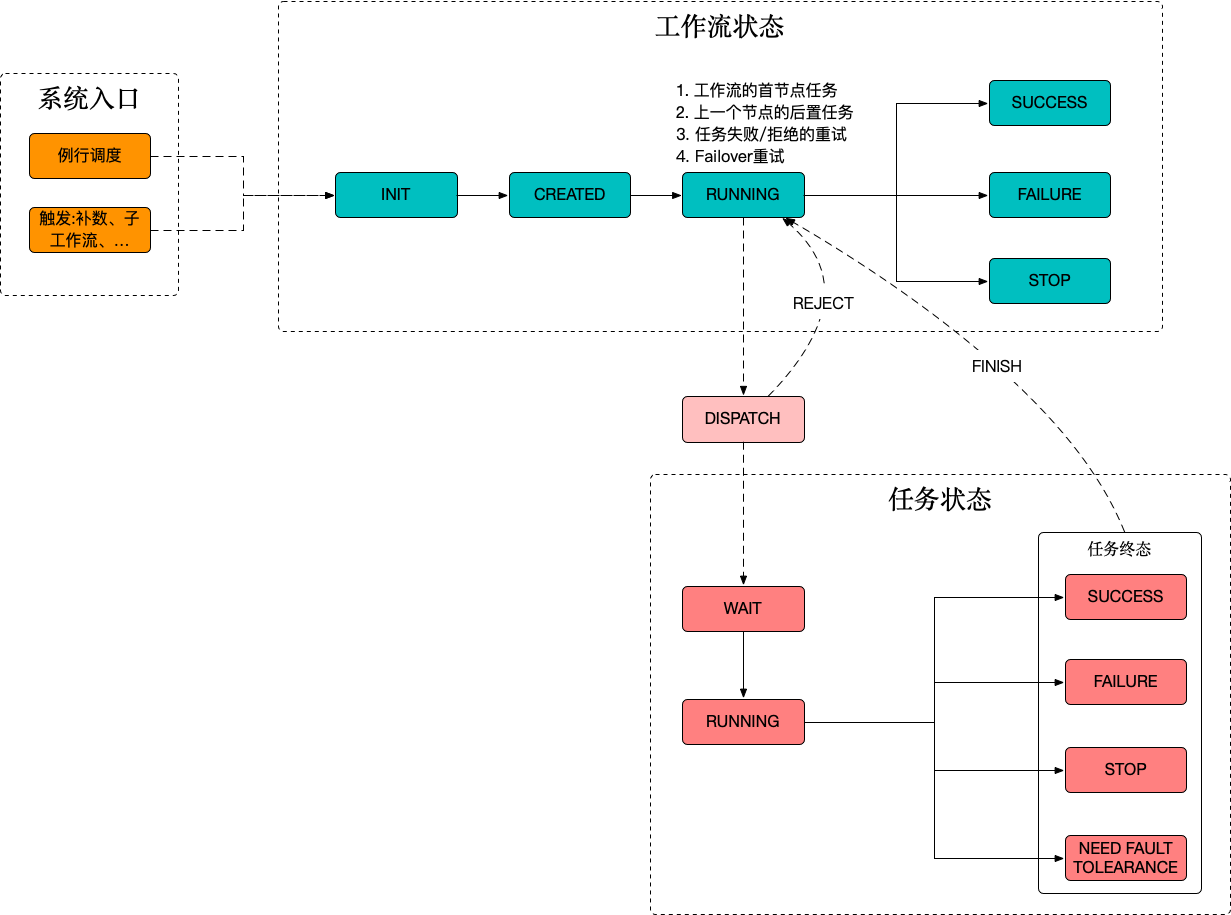 工作流状态
系统入口
例行调度
触发:补数、子
工作流、...
1. 工作流的首节点任务
2. 上一个节点的后置任务
3. 任务失败/拒绝的重试
4. Failover重试
INIT
CREATED
RUNNING
SUCCESS
FAILURE
STOP
REJECT
FINISH
DISPATCH
任务状态
WAIT
RUNNING
任务终态
SUCCESS
FAILURE
STOP
NEED FAULT
TOLEARANCE